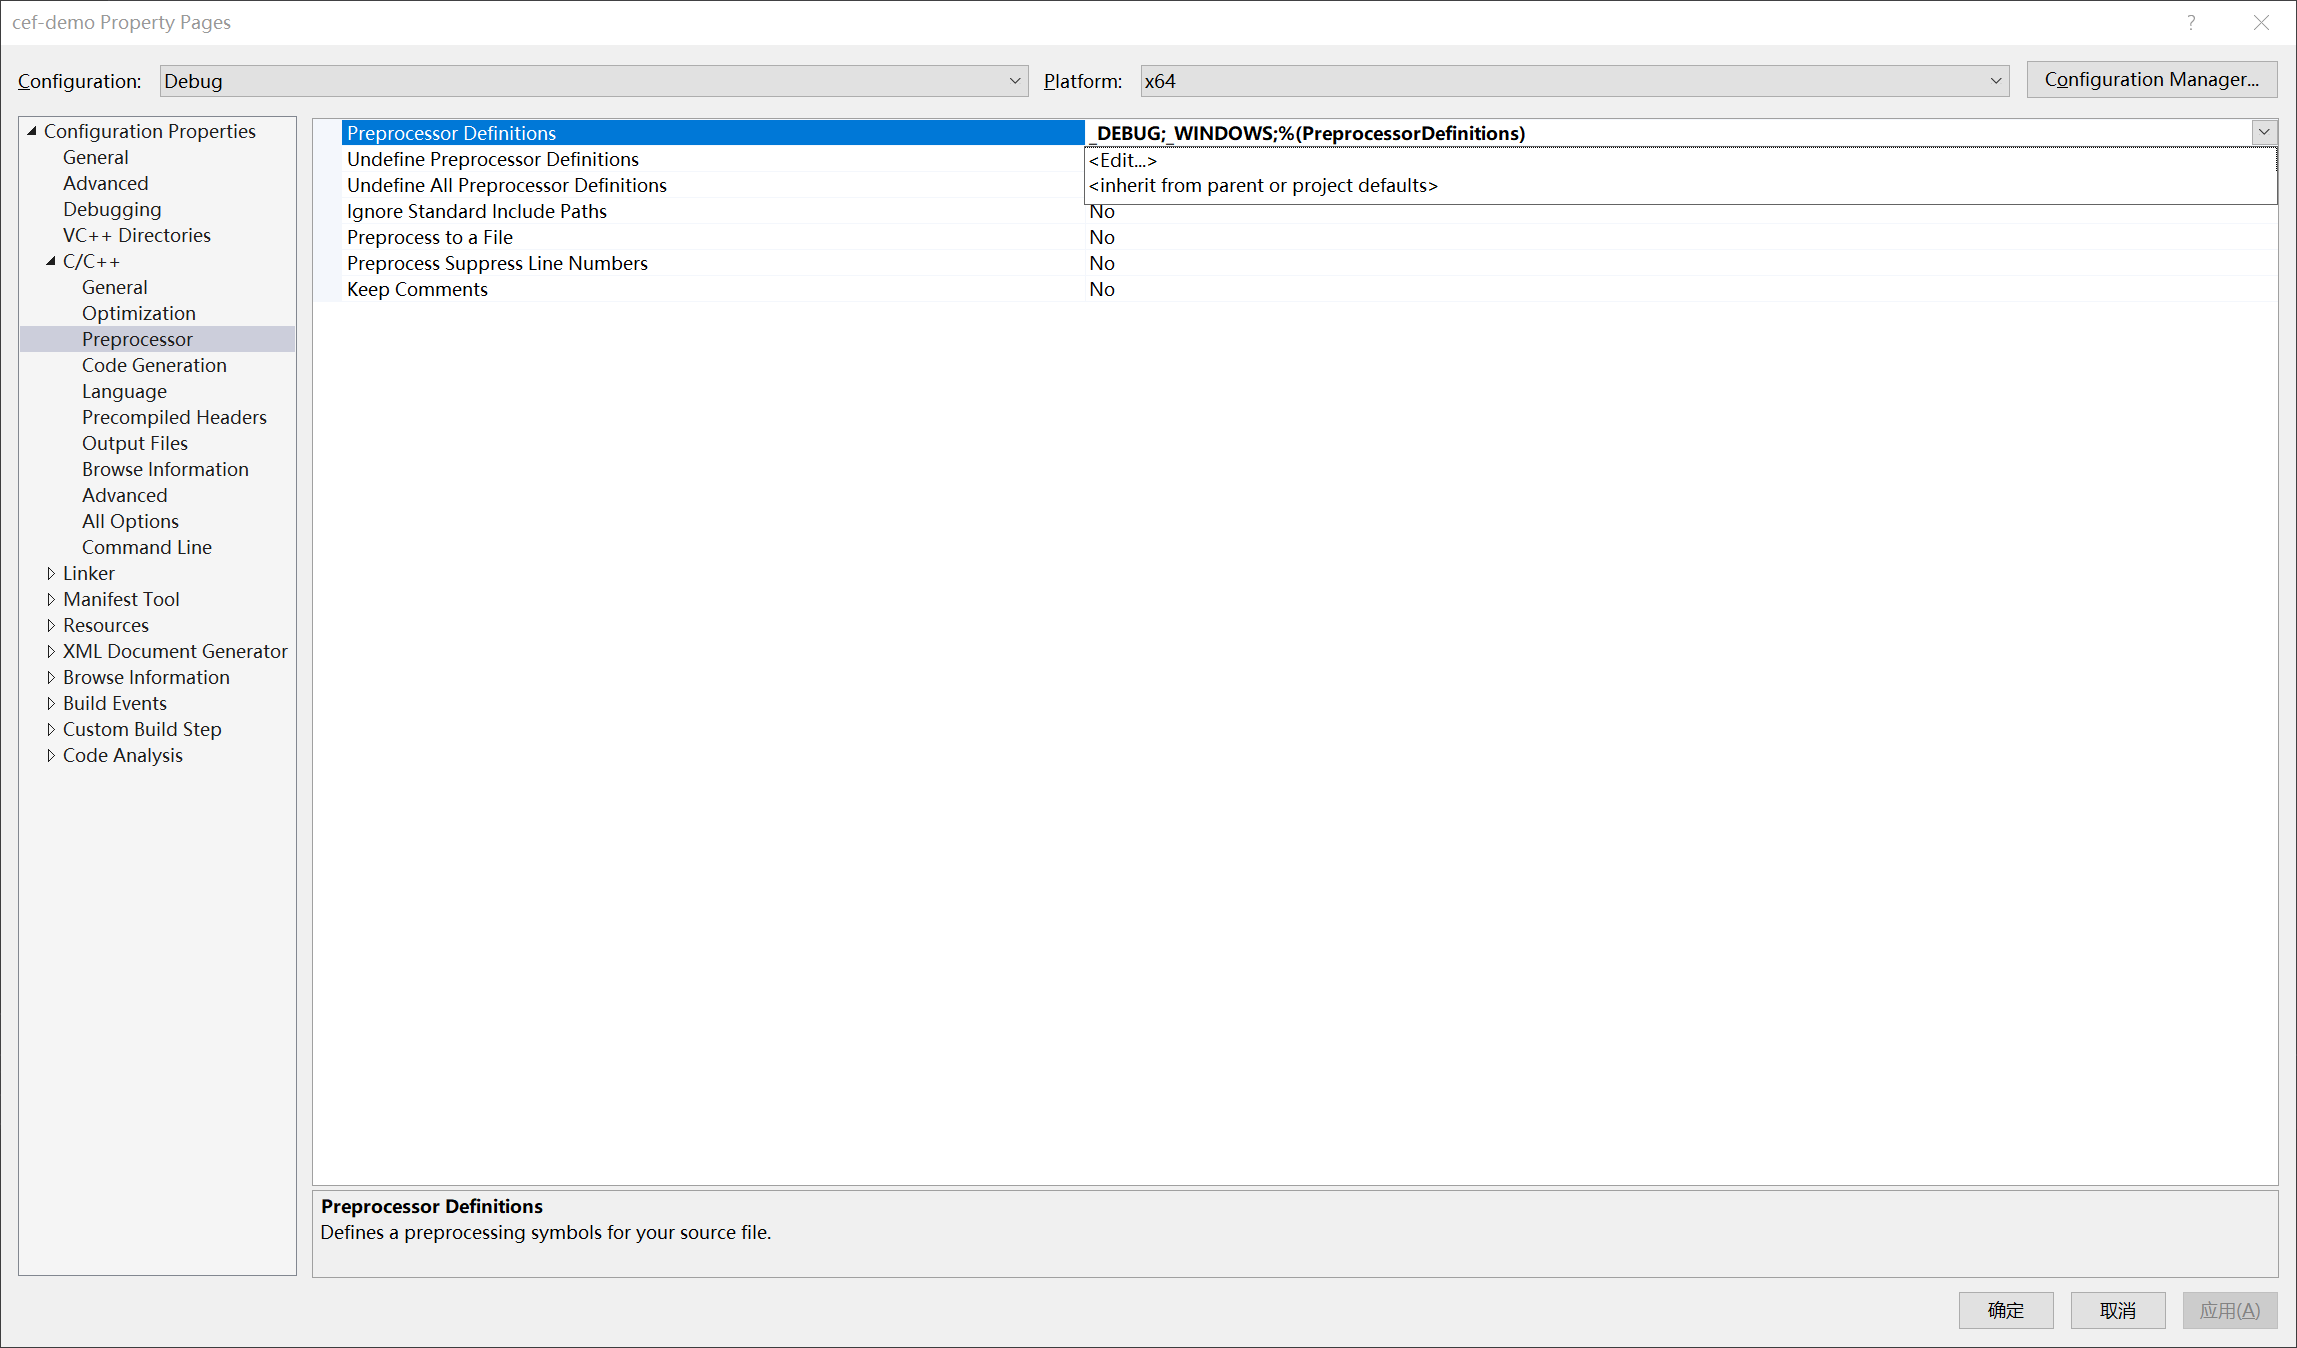 cef-demo Property Pages
?
Configuration: Debug Platform: x64 Configuration Manager...
Configuration Properties
General
Advanced
Debugging
VC++ Directories
C/C++
General
Optimization
Preprocessor
Code Generation
Language
Precompiled Headers
Output Files
Browse Information
Advanced
All Options
Command Line
Linker
Manifest Tool
Resources
XML Document Generator
Browse Information
Build Events
Custom Build Step
Code Analysis
Preprocessor Definitions _DEBUG;_WINDOWS;%(PreprocessorDefinitions)
Undefine Preprocessor Definitions <Edit...>
Undefine All Preprocessor Definitions <inherit from parent or project defaults>
Ignore Standard Include Paths No
Preprocess to a File No
Preprocess Suppress Line Numbers No
Keep Comments No
Preprocessor Definitions
Defines a preprocessing symbols for your source file.
确定 取消 应用(A)